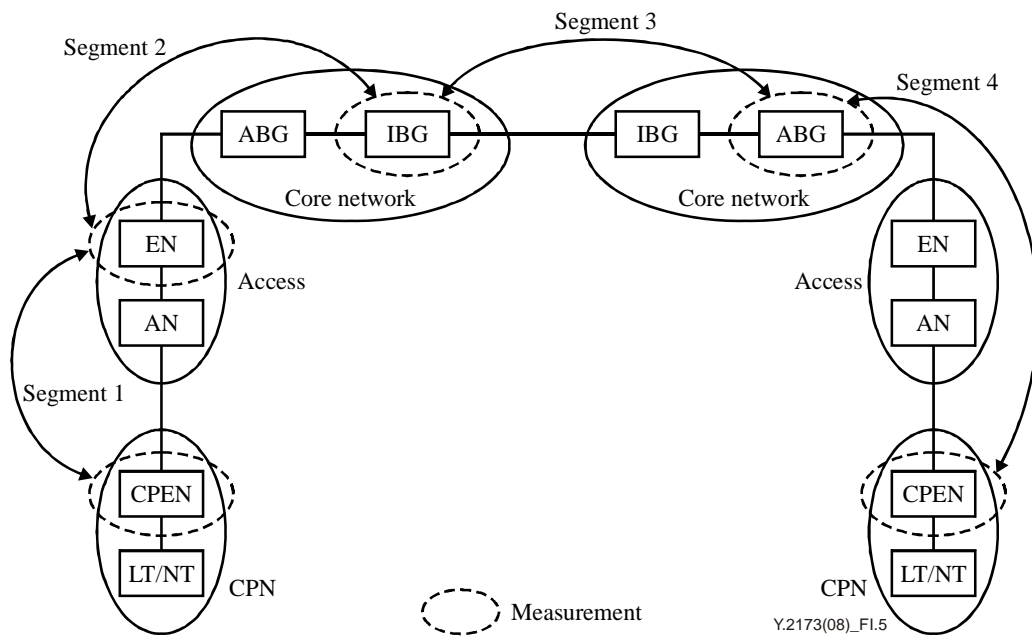 Segment 3
Segment 2
Segment 4
ABG
IBG
IBG
ABG
Core network
Core network
EN
EN
Access
Access
AN
AN
Segment 1
CPEN
CPEN
LT/NT
CPN
CPN
LT/NT
Measurement
Y.2173(08)_FI.5